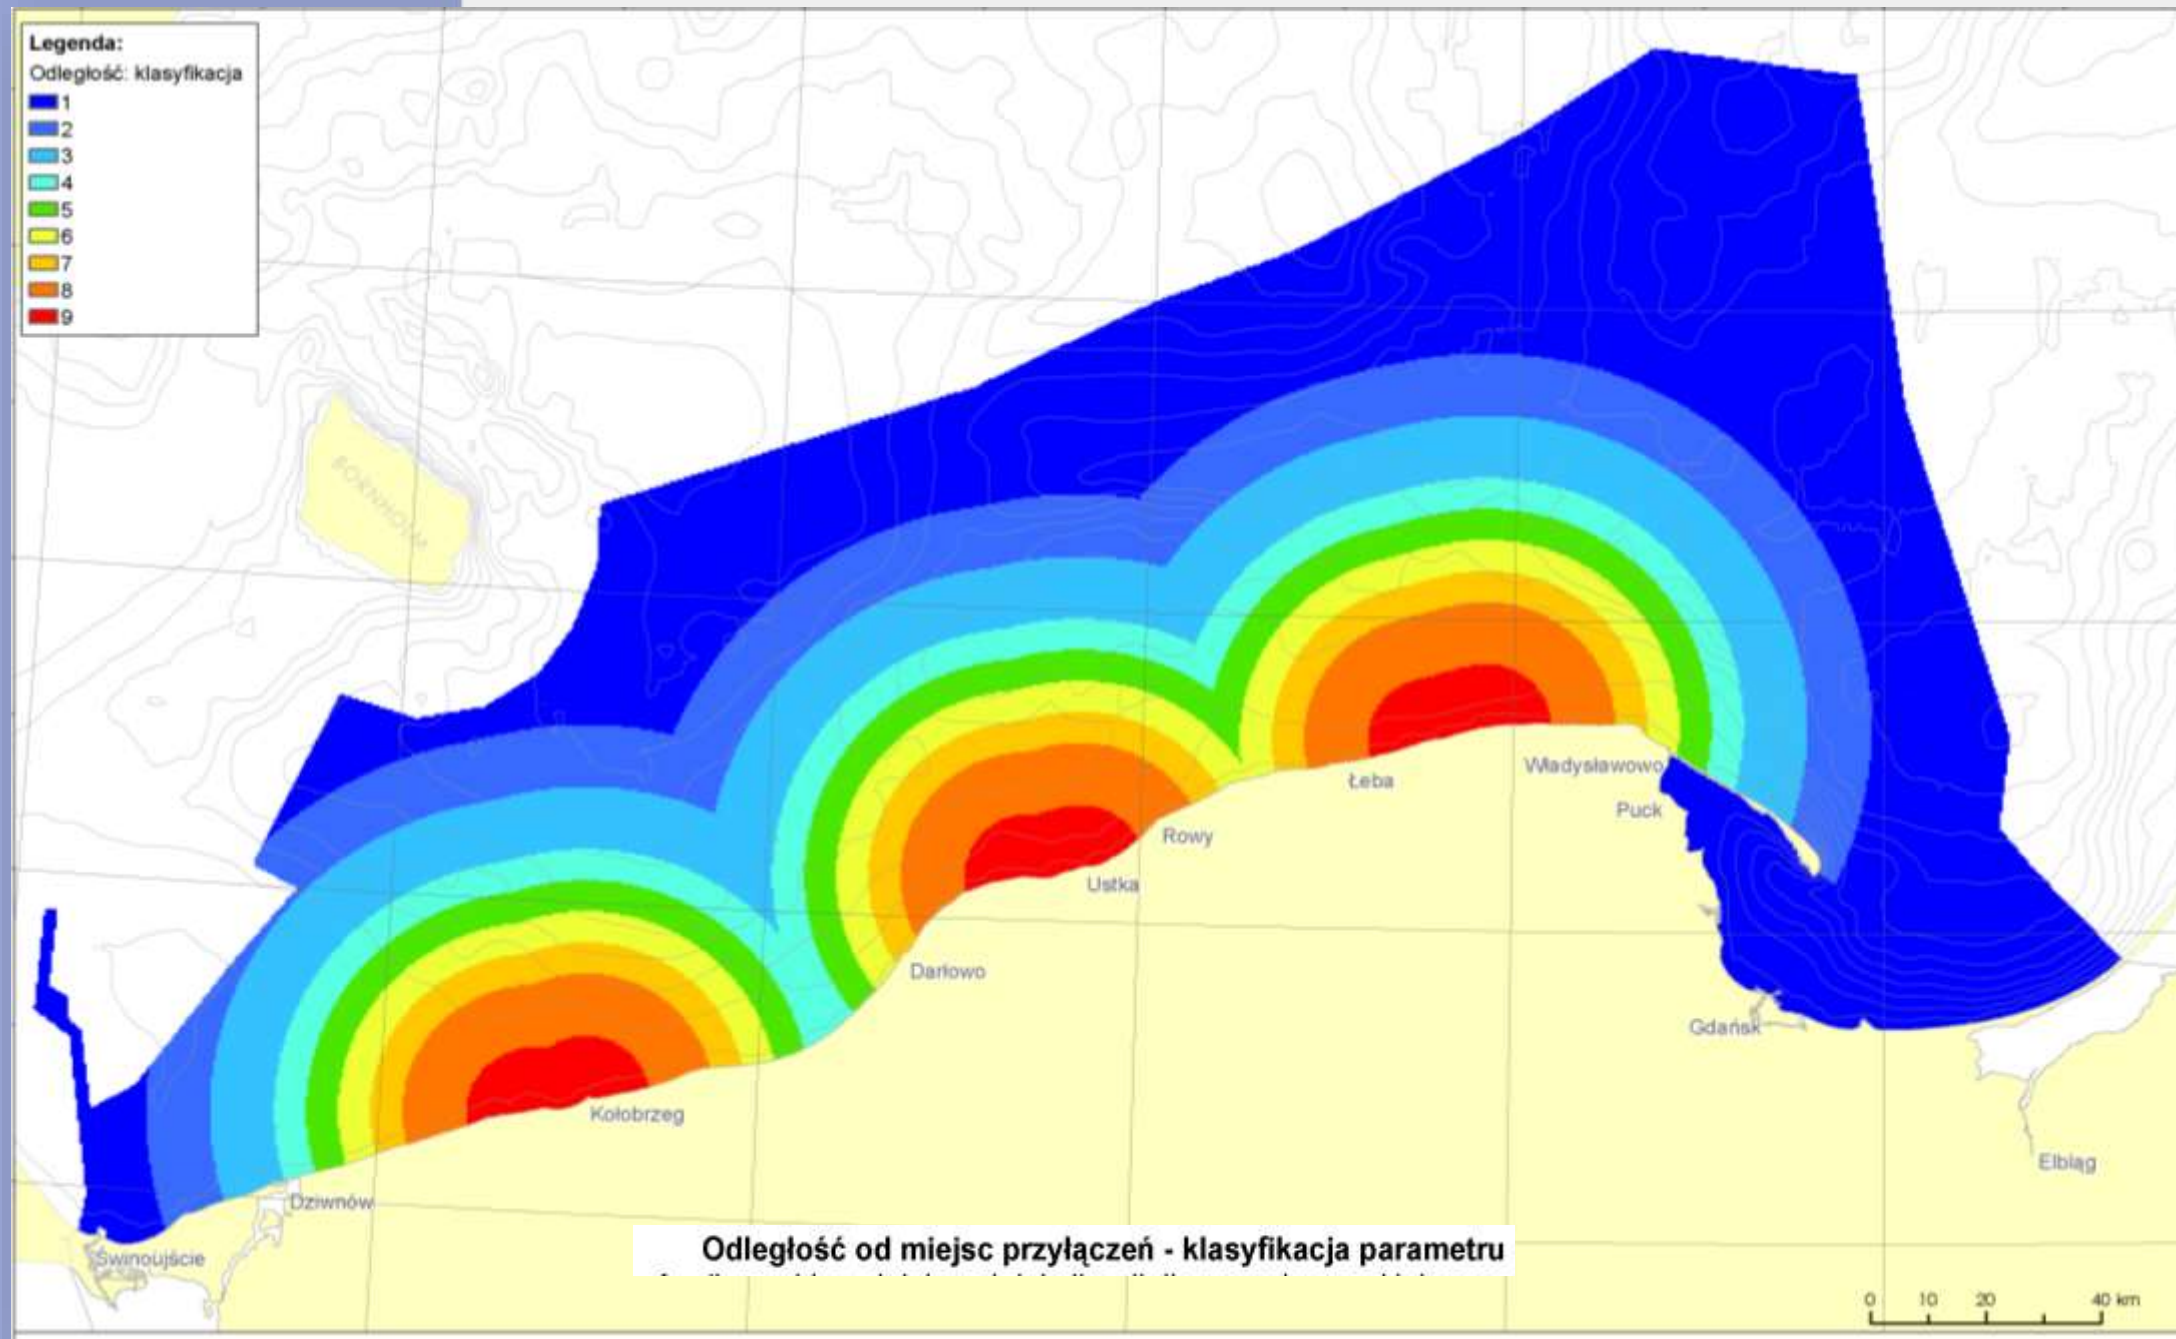 Legenda:
Odległość: klasyfikacja
1
2
3
4
5
6
7
8
9
BORNHOLM
Łeba
Władysławowo
Puck
Rowy
Ustka
Darłowo
Gdańsk
Kołobrzeg
Elbląg
Dziwnów
Świnoujście
Odległość od miejsc przyłączeń - klasyfikacja parametru
0 10 20 40 km